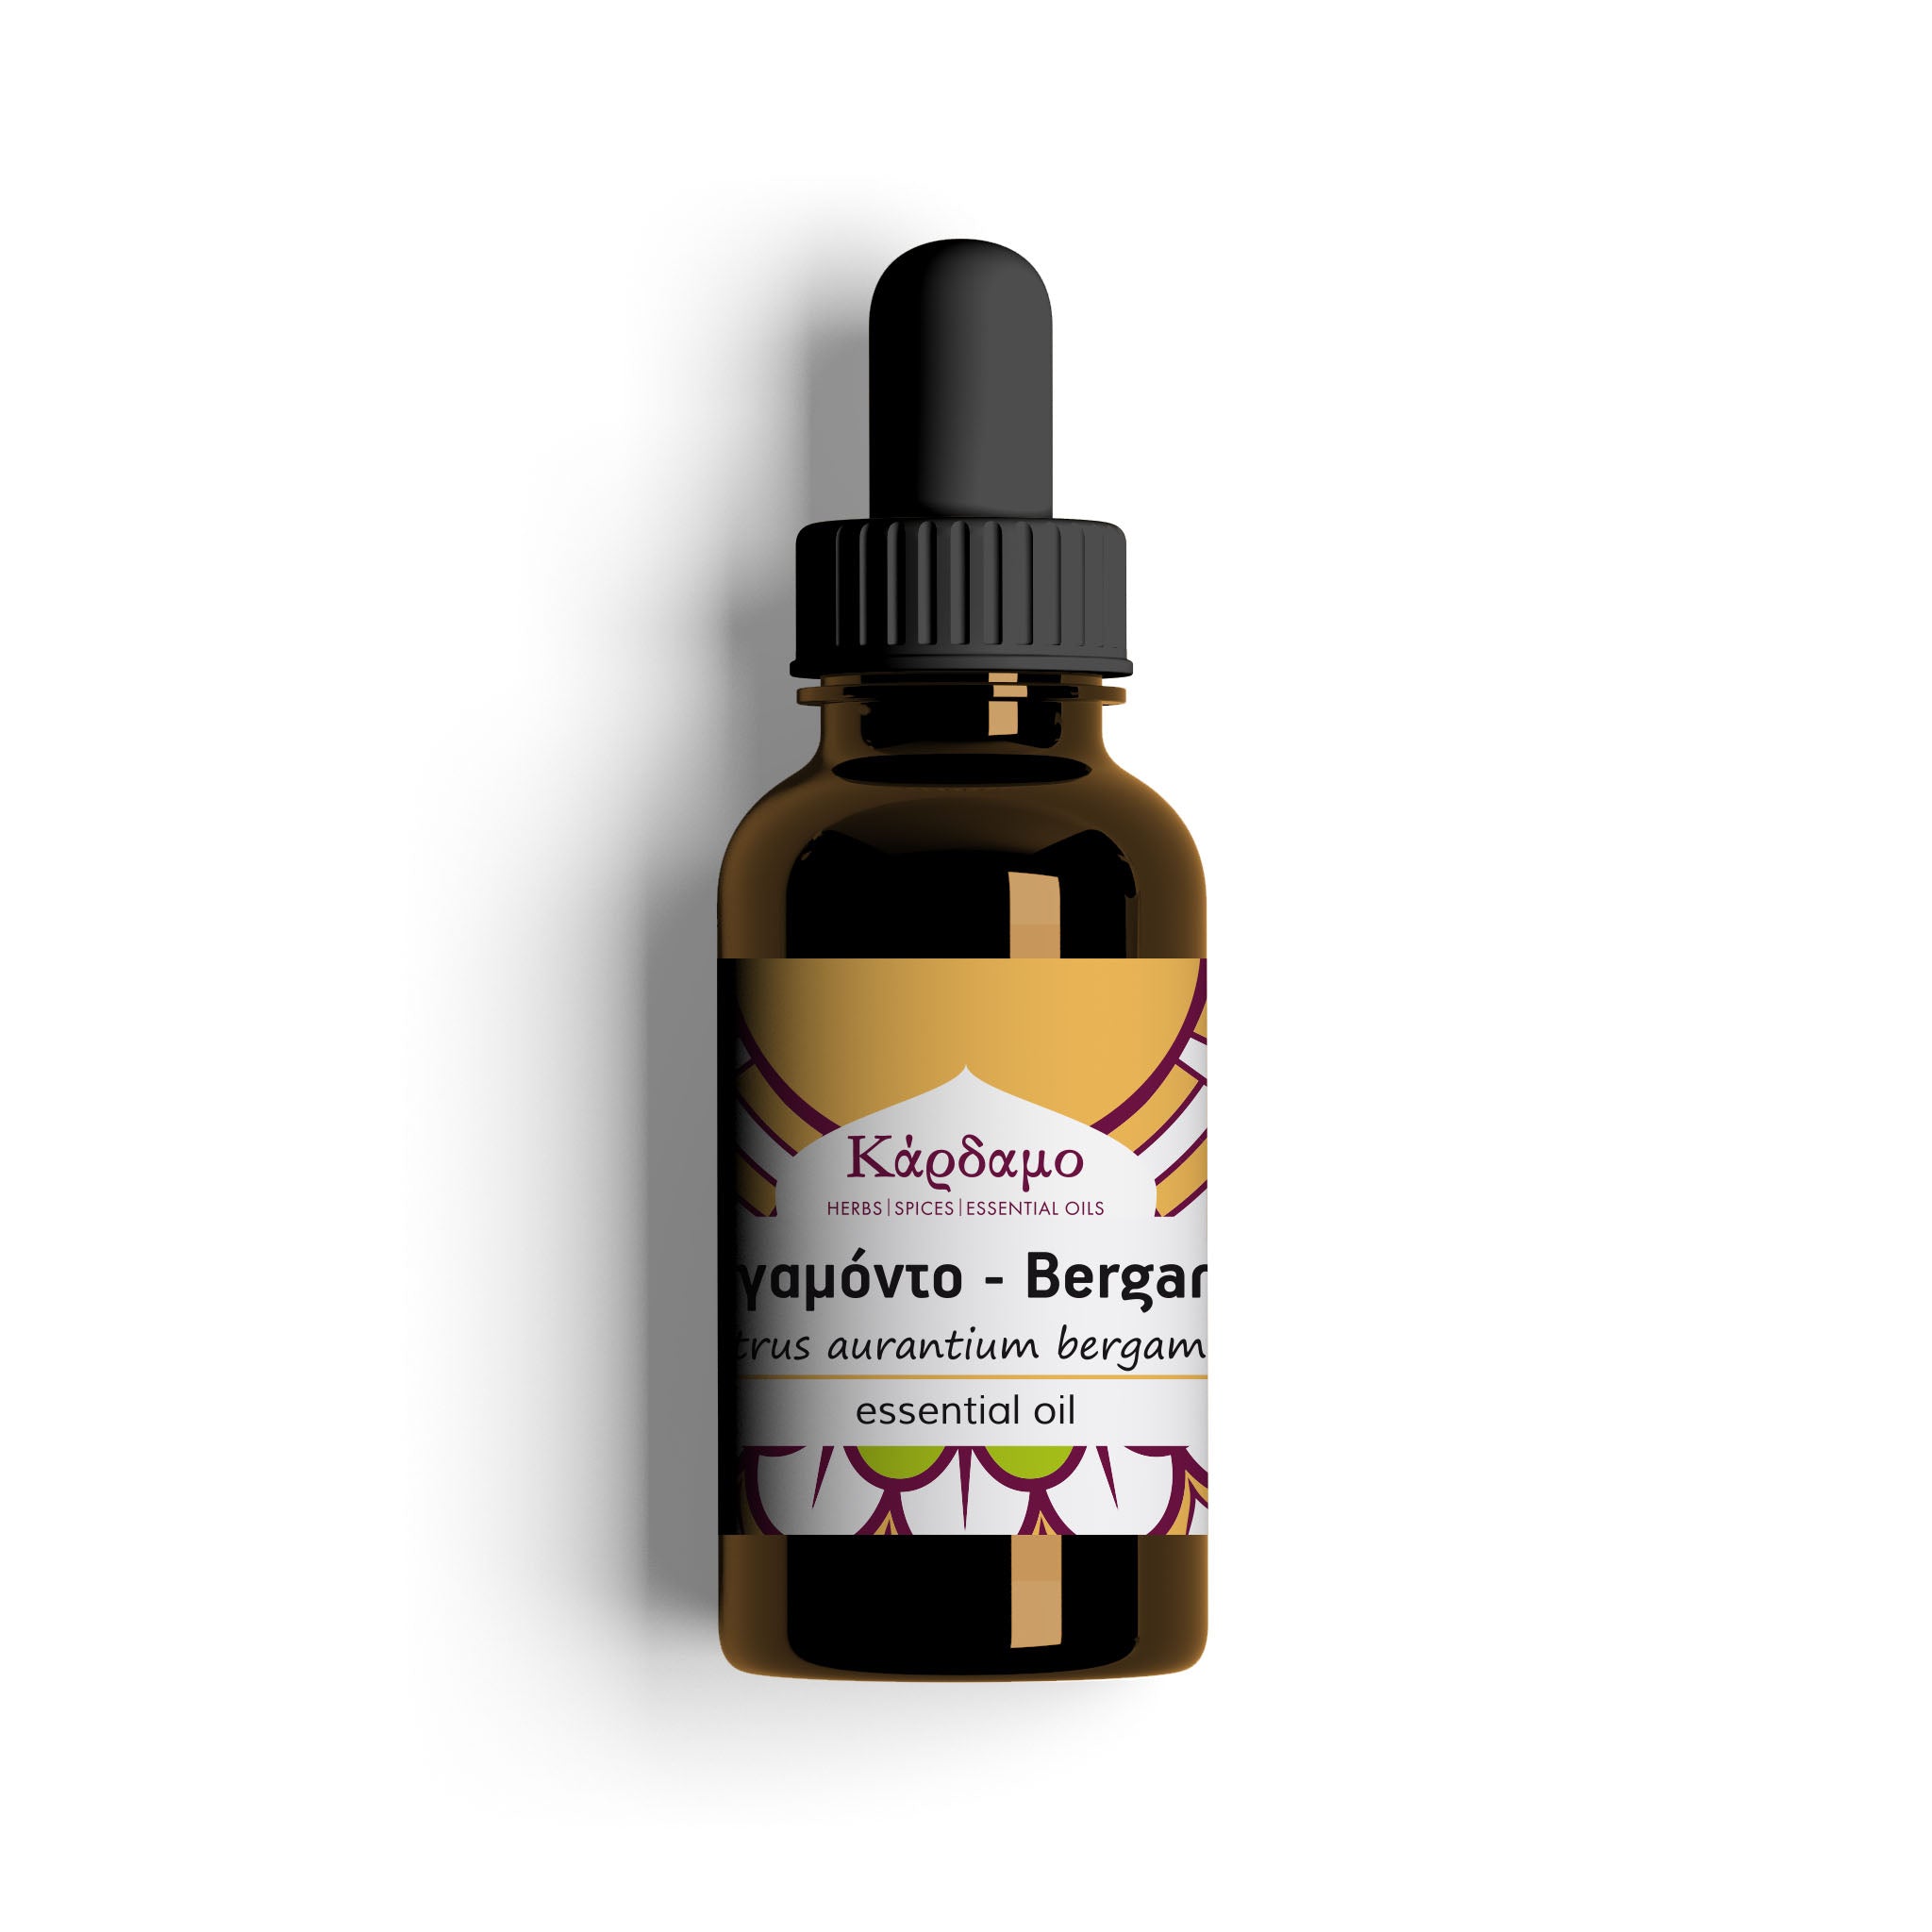 Κάρδαμο
HERBS|SPICES|ESSENTIAL OILS
γαμόντο - Bergar
trus aurantium bergam
essential oil